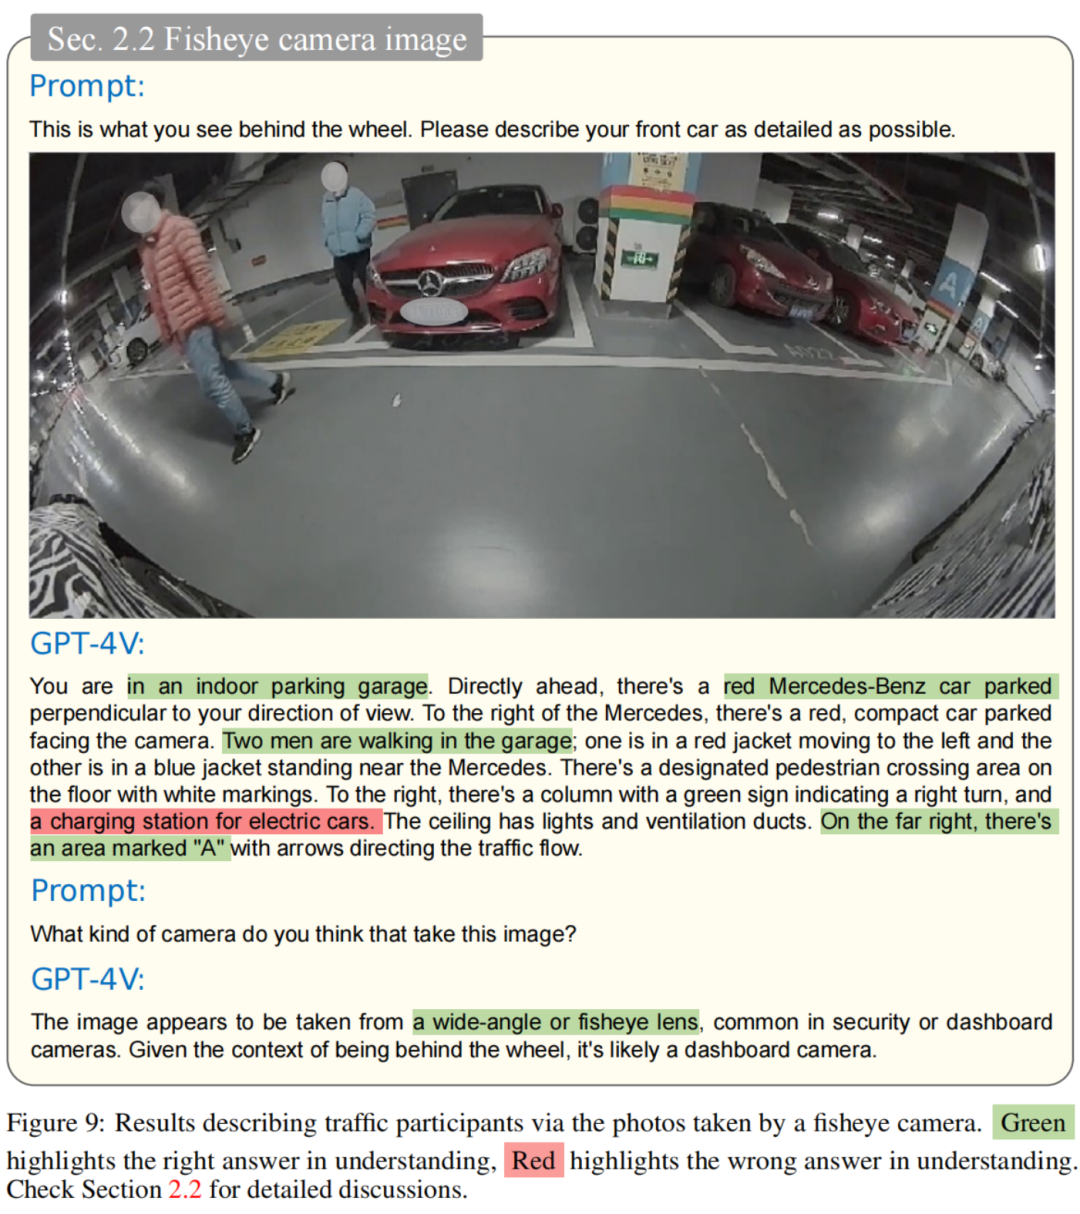 Sec. 2.2 Fisheye camera image
Prompt:
This is what you see behind the wheel. Please describe your front car as detailed as possible.
A
GPT-4V:
You are in an indoor parking garage. Directly ahead, there's a red Mercedes-Benz car parked
perpendicular to your direction of view. To the right of the Mercedes, there's a red, compact car parked
facing the camera. Two men are walking in the garage; one is in a red jacket moving to the left and the
other is in a blue jacket standing near the Mercedes. There's a designated pedestrian crossing area on
the floor with white markings. To the right, there's a column with a green sign indicating a right turn, and
a charging station for electric cars. The ceiling has lights and ventilation ducts. On the far right, there's
an area marked "A" with arrows directing the traffic flow.
Prompt:
What kind of camera do you think that take this image?
GPT-4V:
The image appears to be taken from a wide-angle or fisheye lens, common in security or dashboard
cameras. Given the context of being behind the wheel, it's likely a dashboard camera.
Figure 9: Results describing traffic participants via the photos taken by a fisheye camera. Green
highlights the right answer in understanding, Red highlights the wrong answer in understanding.
Check Section 2.2 for detailed discussions.